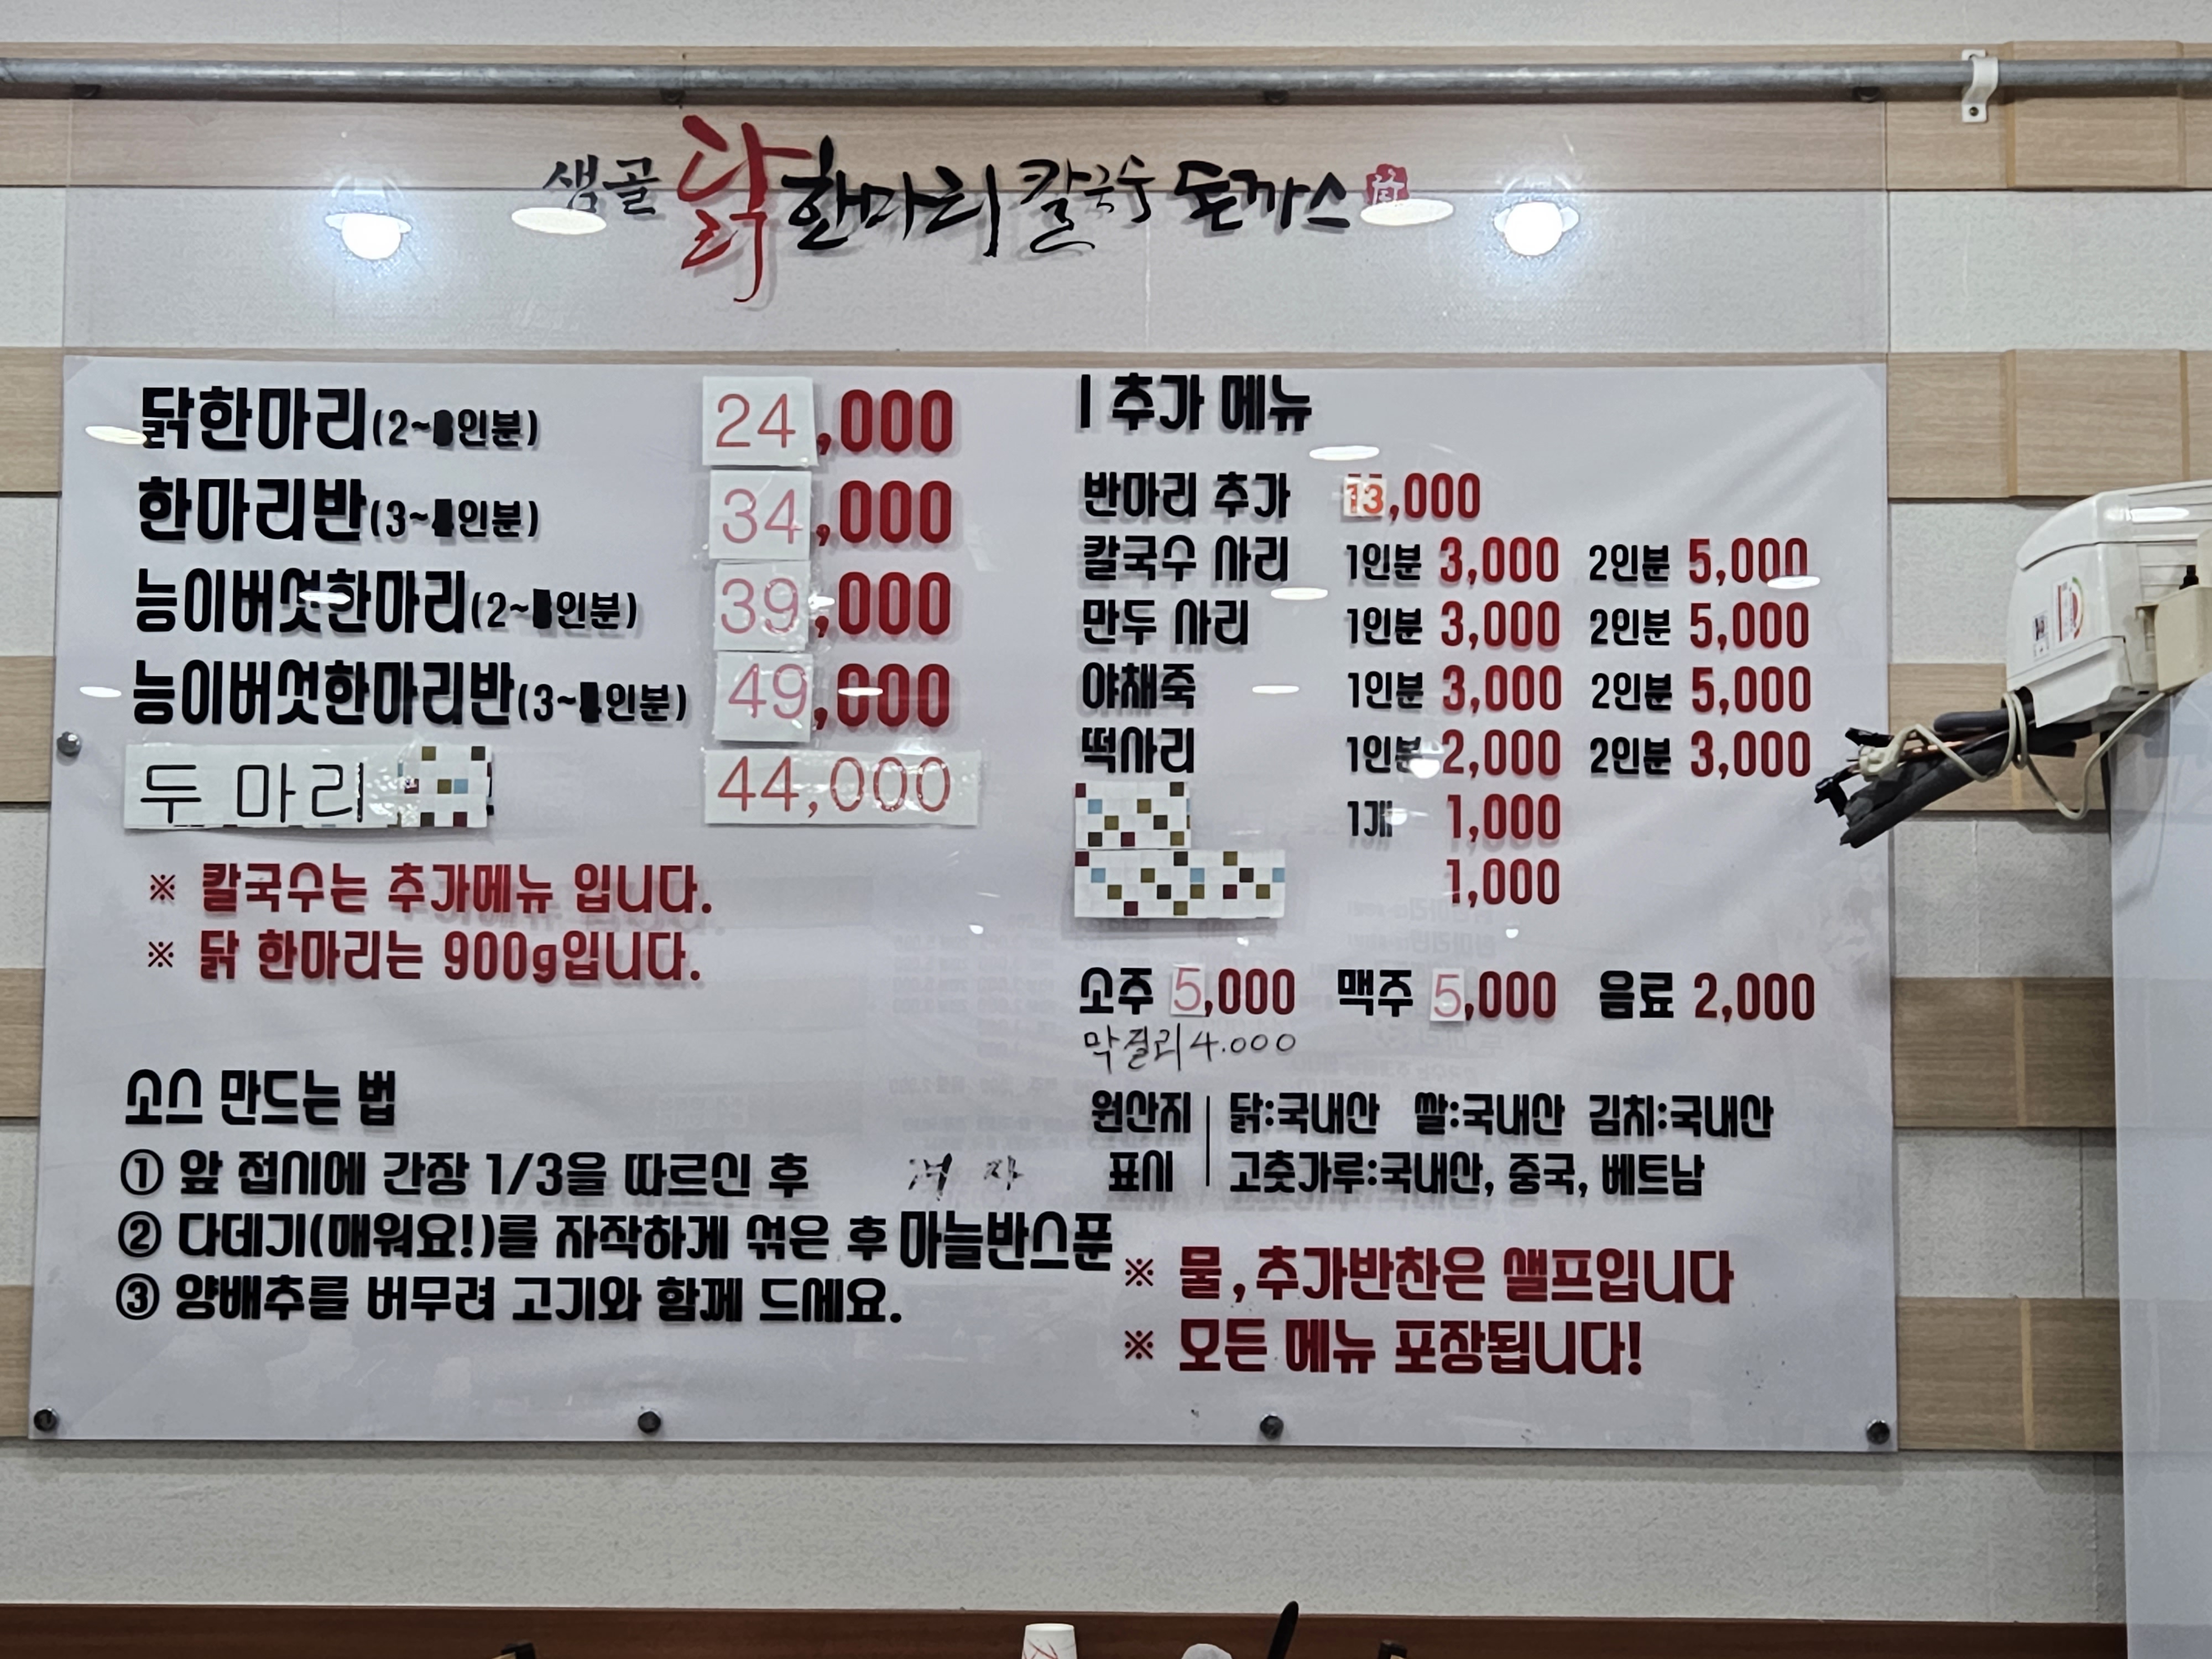 샘골 닭한마리 칼국수 돈까스
닭한마리(2~인분) 24,000
한마리반(3~인분) 34,000
능이버섯한마리(2~인분) 39,000
능이버섯한마리반(3~인분) 49,000
두 마리 44,000
※ 칼국수는 추가메뉴 입니다.
※ 닭 한마리는 900g입니다.
소스 만드는 법
① 앞 접시에 간장 1/3을 따르신 후
② 다데기(매워요!)를 자작하게 섞은 후 마늘반스푼
③ 양배추를 버무려 고기와 함께 드세요.
| 추가 메뉴
반마리 추가 13,000
칼국수 사리 1인분 3,000 2인분 5,000
만두 사리 1인분 3,000 2인분 5,000
야채죽 1인분 3,000 2인분 5,000
떡사리 1인분 2,000 2인분 3,000
1개 1,000
1,000
소주 5,000 맥주 5,000 음료 2,000
막걸리 4.000
원산지 표시 | 닭:국내산 쌀:국내산 김치:국내산
고춧가루:국내산, 중국, 베트남
※ 물,추가반찬은 샐프입니다
※ 모든 메뉴 포장됩니다!